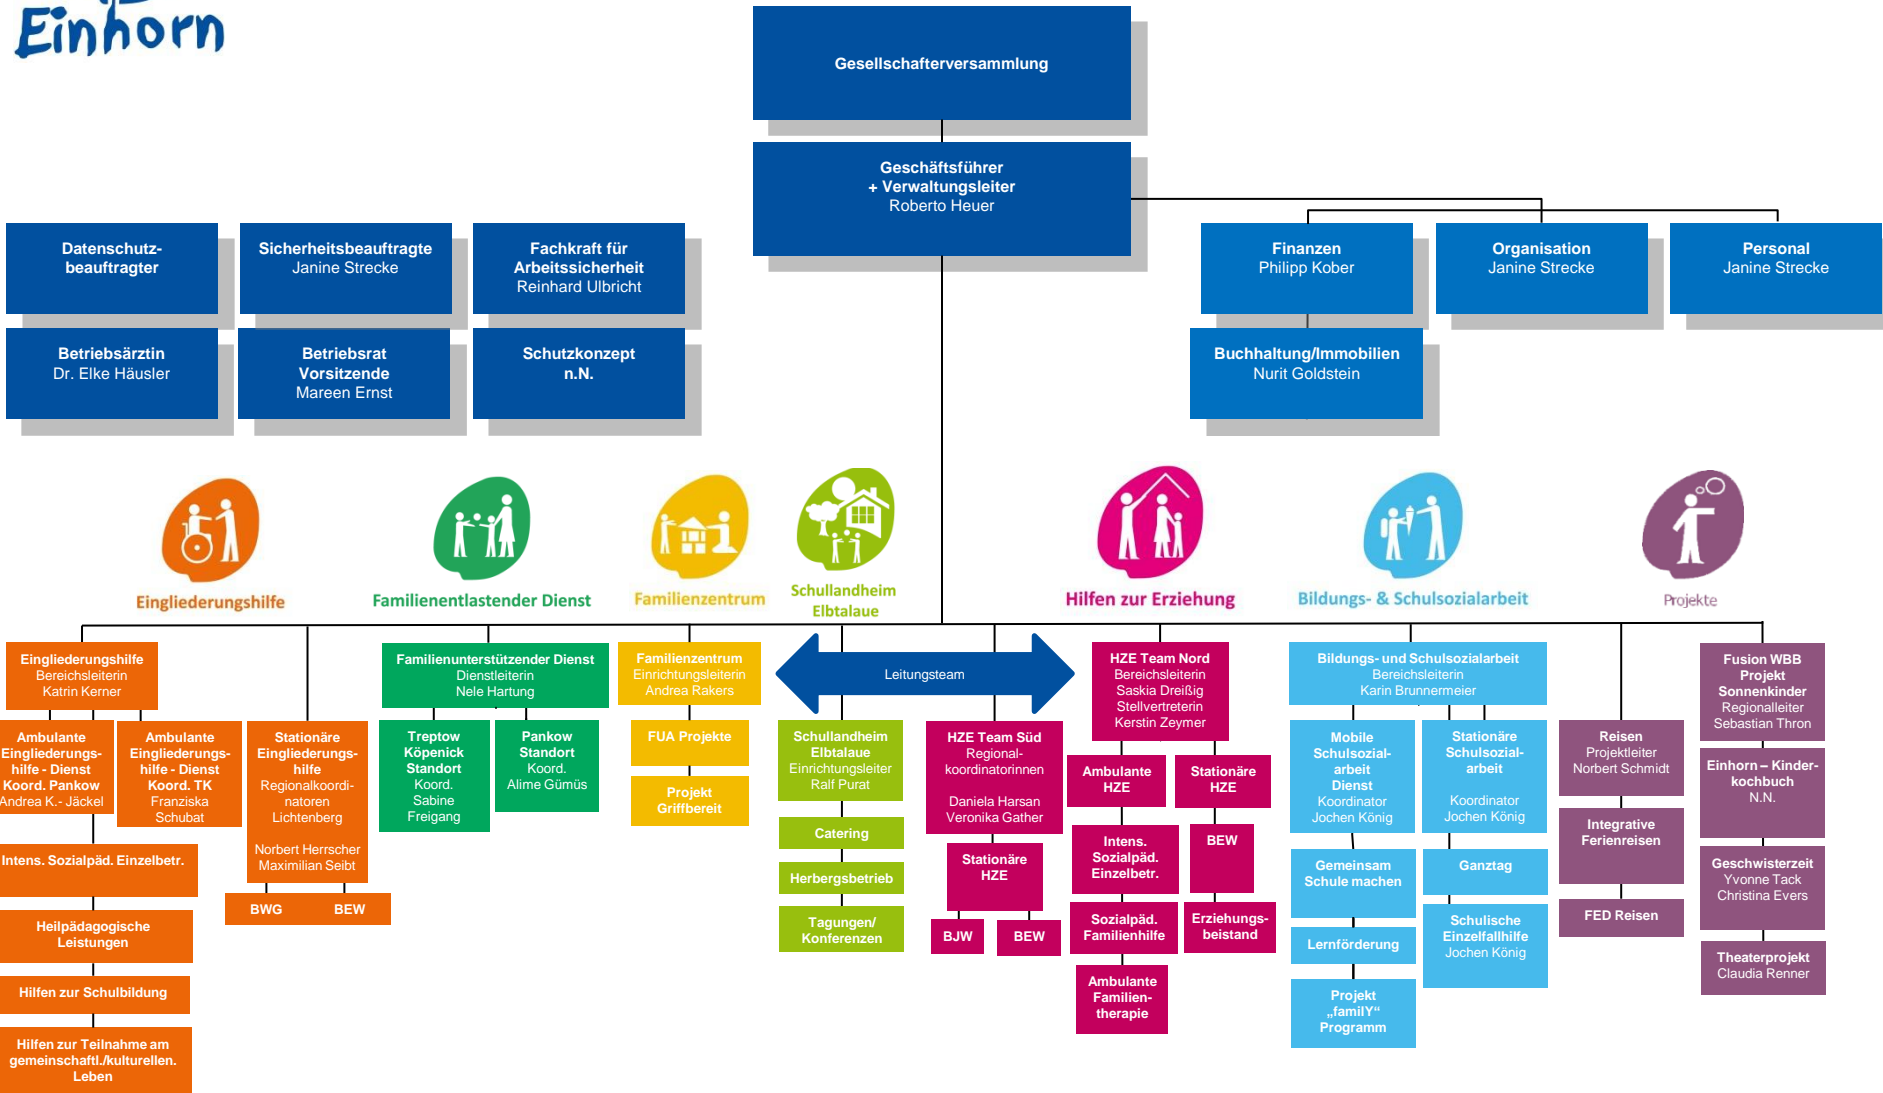 Einhorn
Gesellschafterversammlung
Geschäftsführer
+ Verwaltungsleiter
Roberto Heuer
Datenschutz-
beauftragter
Sicherheitsbeauftragte
Janine Strecke
Fachkraft für
Arbeitssicherheit
Reinhard Ulbricht
Finanzen
Philipp Kober
Organisation
Janine Strecke
Personal
Janine Strecke
Betriebsärztin
Dr. Elke Häusler
Betriebsrat
Vorsitzende
Mareen Ernst
Schutzkonzept
n.N.
Buchhaltung/Immobilien
Nurit Goldstein
Eingliederungshilfe
Familienentlastender Dienst
Familienzentrum
Schullandheim
Elbtalaue
Hilfen zur Erziehung
Bildungs- & Schulsozialarbeit
Projekte
Eingliederungshilfe
Bereichsleiterin
Katrin Kerner
Ambulante
Eingliederungs-
hilfe - Dienst
Koord. Pankow
Andrea K.- Jäckel
Ambulante
Eingliederungs-
hilfe - Dienst
Koord. TK
Franziska
Schubat
Stationäre
Eingliederungs-
hilfe
Regionalkoordi-
natoren
Lichtenberg
Norbert Herrscher
Maximilian Seibt
BWG
BEW
Intens. Sozialpäd. Einzelbetr.
Heilpädagogische
Leistungen
Hilfen zur Schulbildung
Hilfen zur Teilnahme am
gemeinschaftl./kulturellen.
Leben
Familienunterstützender Dienst
Dienstleiterin
Nele Hartung
Treptow
Köpenick
Standort
Koord.
Sabine
Freigang
Pankow
Standort
Koord.
Alime Gümüs
Familienzentrum
Einrichtungsleiterin
Andrea Rakers
FUA Projekte
Projekt
Griffbereit
Leitungsteam
Schullandheim
Elbtalaue
Einrichtungsleiter
Ralf Purat
Catering
Herbergsbetrieb
Tagungen/
Konferenzen
HZE Team Süd
Regional-
koordinatorinnen
Daniela Harsan
Veronika Gather
Stationäre
HZE
BJW
BEW
HZE Team Nord
Bereichsleiterin
Saskia Dreißig
Stellvertreterin
Kerstin Zeymer
Ambulante
HZE
Intens.
Sozialpäd.
Einzelbetr.
Sozialpäd.
Familienhilfe
Ambulante
Familien-
therapie
Stationäre
HZE
BEW
Erziehungs-
beistand
Bildungs- und Schulsozialarbeit
Bereichsleiterin
Karin Brunnermeier
Mobile
Schulsozial-
arbeit
Dienst
Koordinator
Jochen König
Gemeinsam
Schule machen
Lernförderung
Projekt
„familY“
Programm
Stationäre
Schulsozial-
arbeit
Koordinator
Jochen König
Ganztag
Schulische
Einzelfallhilfe
Jochen König
Reisen
Projektleiter
Norbert Schmidt
Integrative
Ferienreisen
FED Reisen
Fusion WBB
Projekt
Sonnenkinder
Regionalleiter
Sebastian Thron
Einhorn – Kinder-
kochbuch
N.N.
Geschwisterzeit
Yvonne Tack
Christina Evers
Theaterprojekt
Claudia Renner